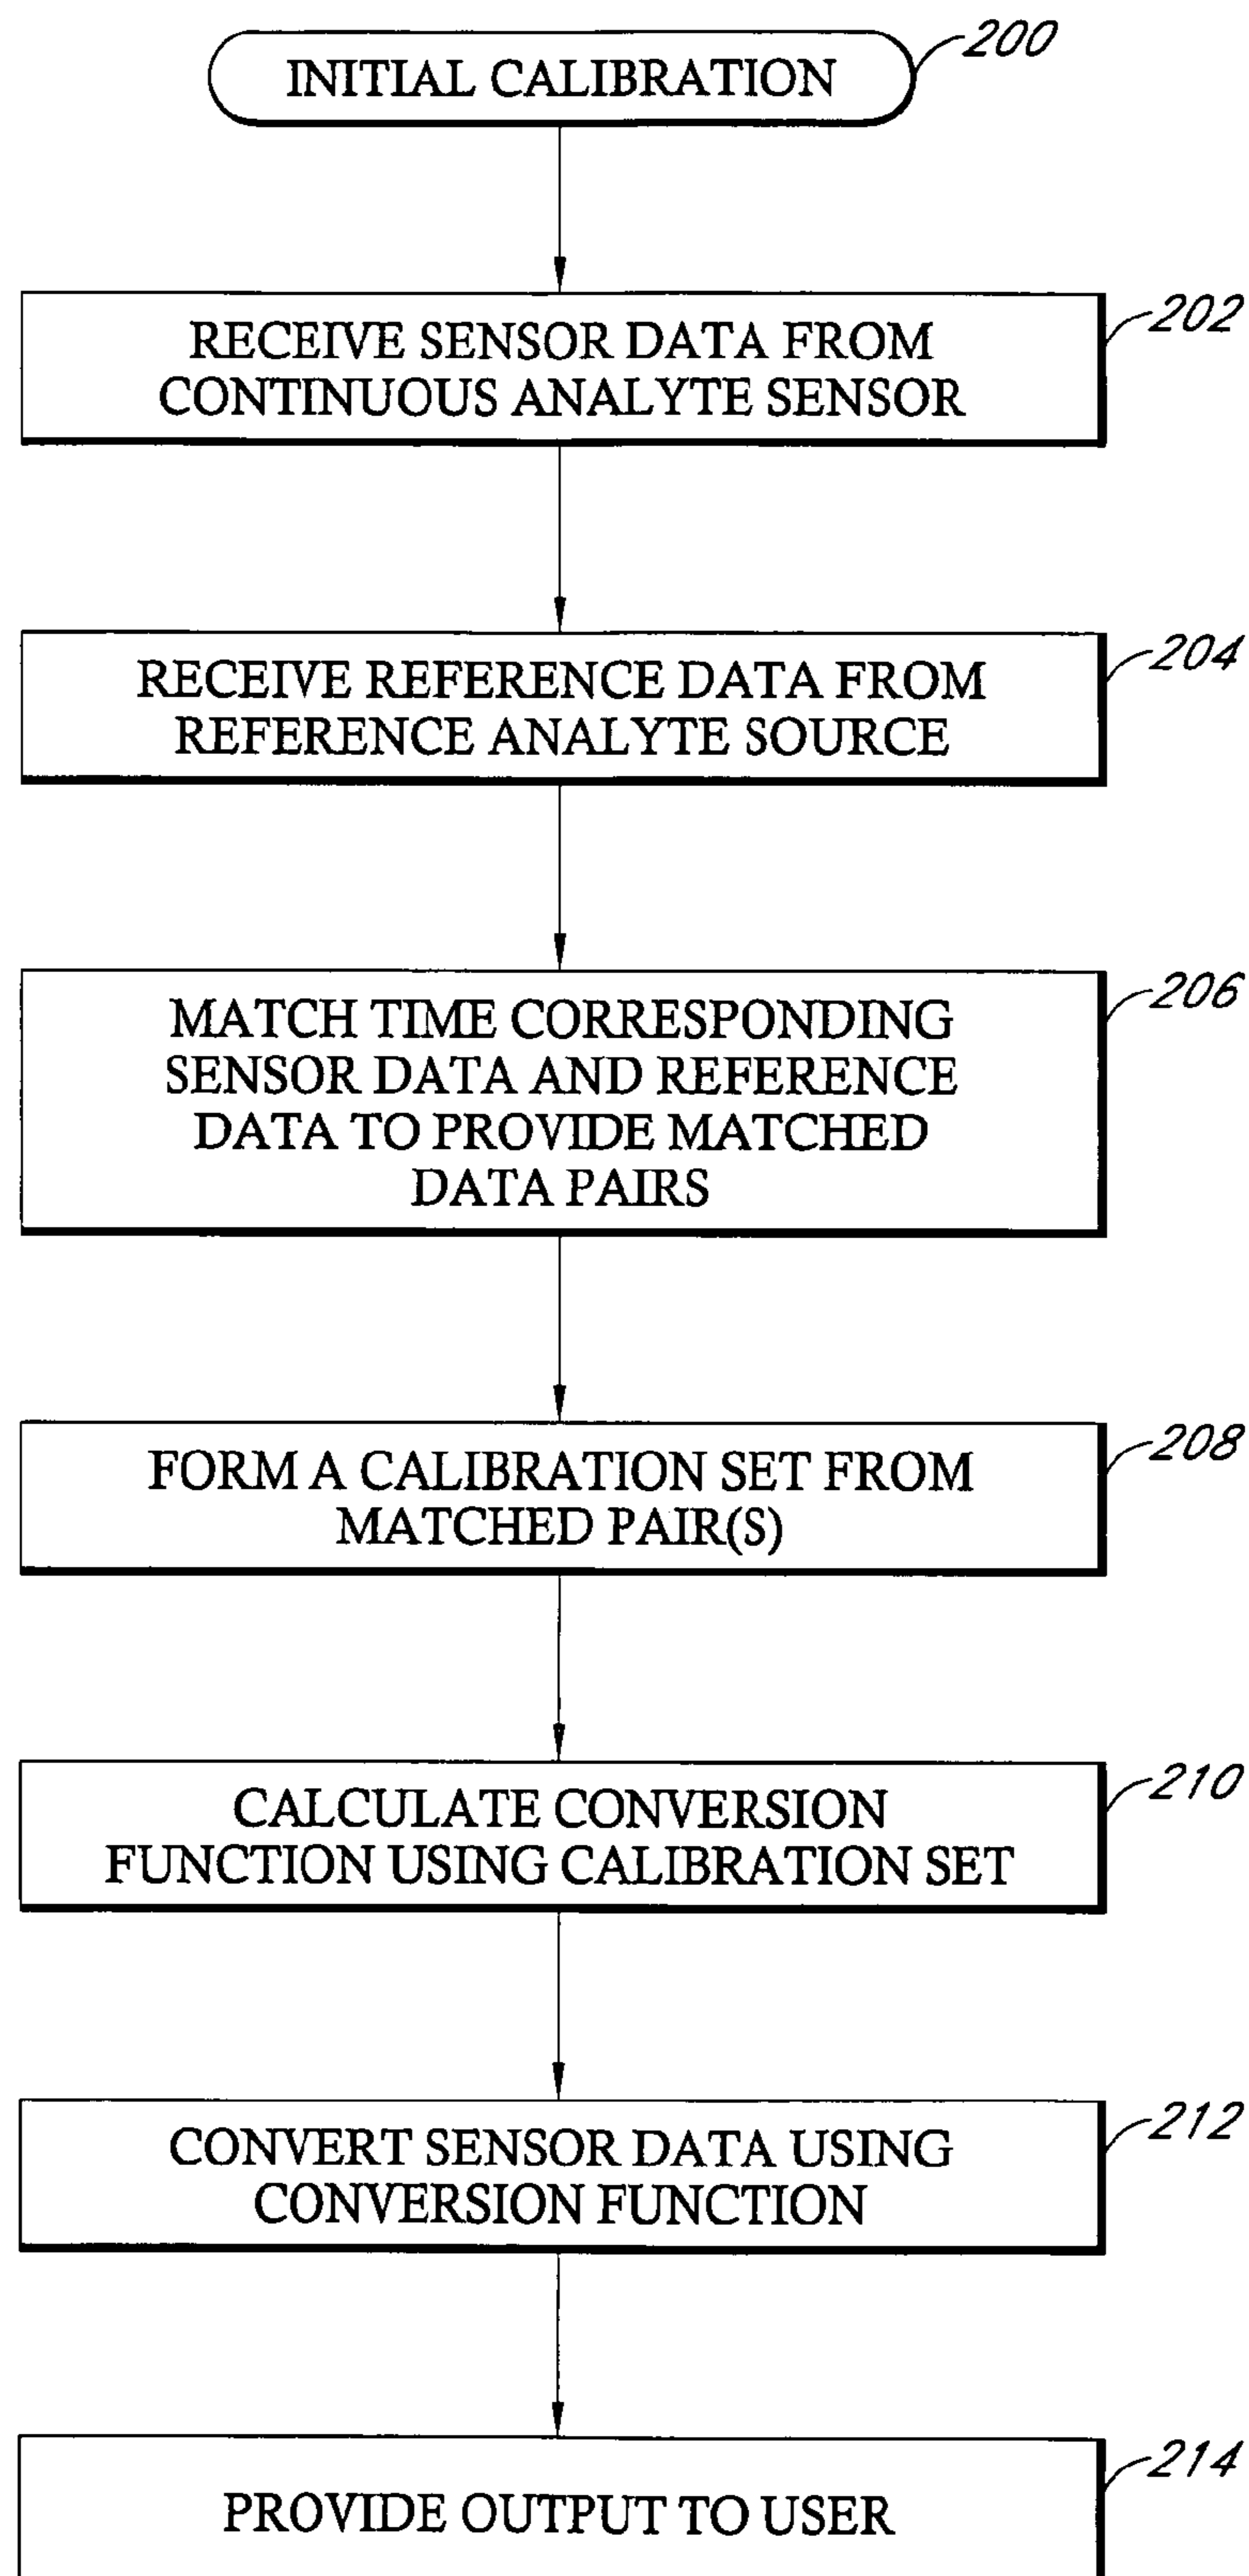 INITIAL CALIBRATION
200
RECEIVE SENSOR DATA FROM
CONTINUOUS ANALYTE SENSOR
202
RECEIVE REFERENCE DATA FROM
REFERENCE ANALYTE SOURCE
204
MATCH TIME CORRESPONDING
SENSOR DATA AND REFERENCE
DATA TO PROVIDE MATCHED
DATA PAIRS
206
FORM A CALIBRATION SET FROM
MATCHED PAIR(S)
208
CALCULATE CONVERSION
FUNCTION USING CALIBRATION SET
210
CONVERT SENSOR DATA USING
CONVERSION FUNCTION
212
PROVIDE OUTPUT TO USER
214